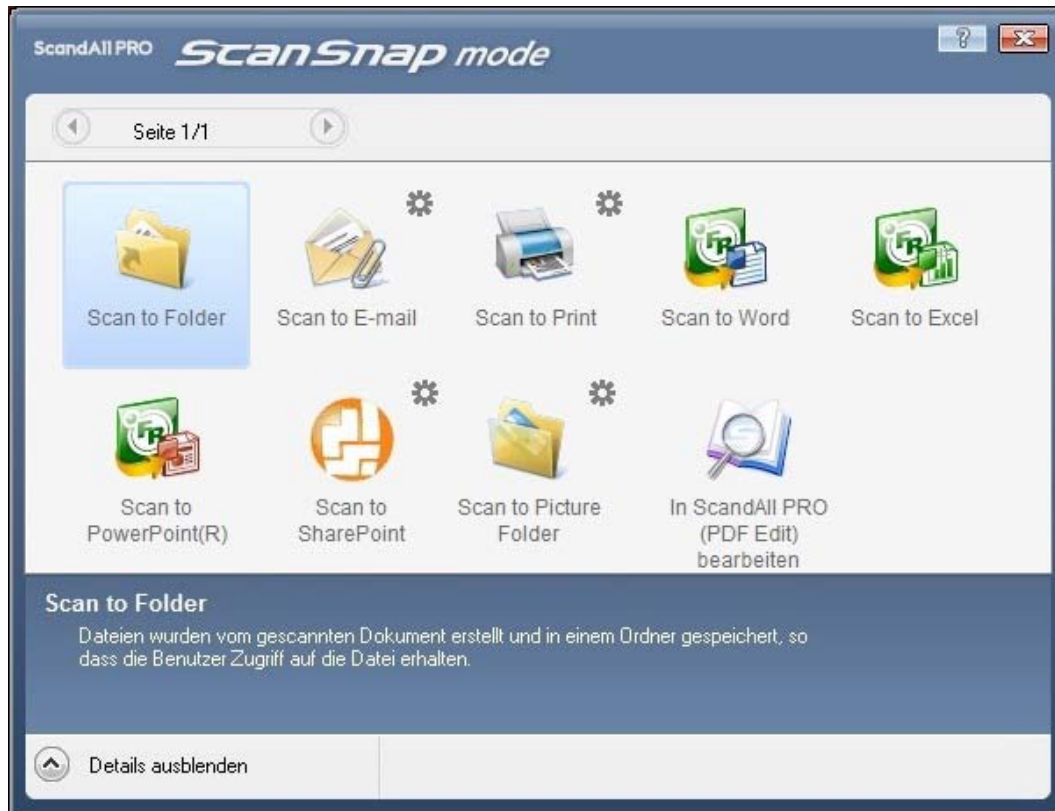 ScandAll PRO ScanSnap mode
?
Seite 1/1
Scan to Folder
Scan to E-mail
Scan to Print
Scan to Word
Scan to Excel
Scan to
PowerPoint(R)
Scan to
SharePoint
Scan to Picture
Folder
In ScandAll PRO
(PDF Edit)
bearbeiten
Scan to Folder
Dateien wurden vom gescannten Dokument erstellt und in einem Ordner gespeichert, so
dass die Benutzer Zugriff auf die Datei erhalten.
Details ausblenden